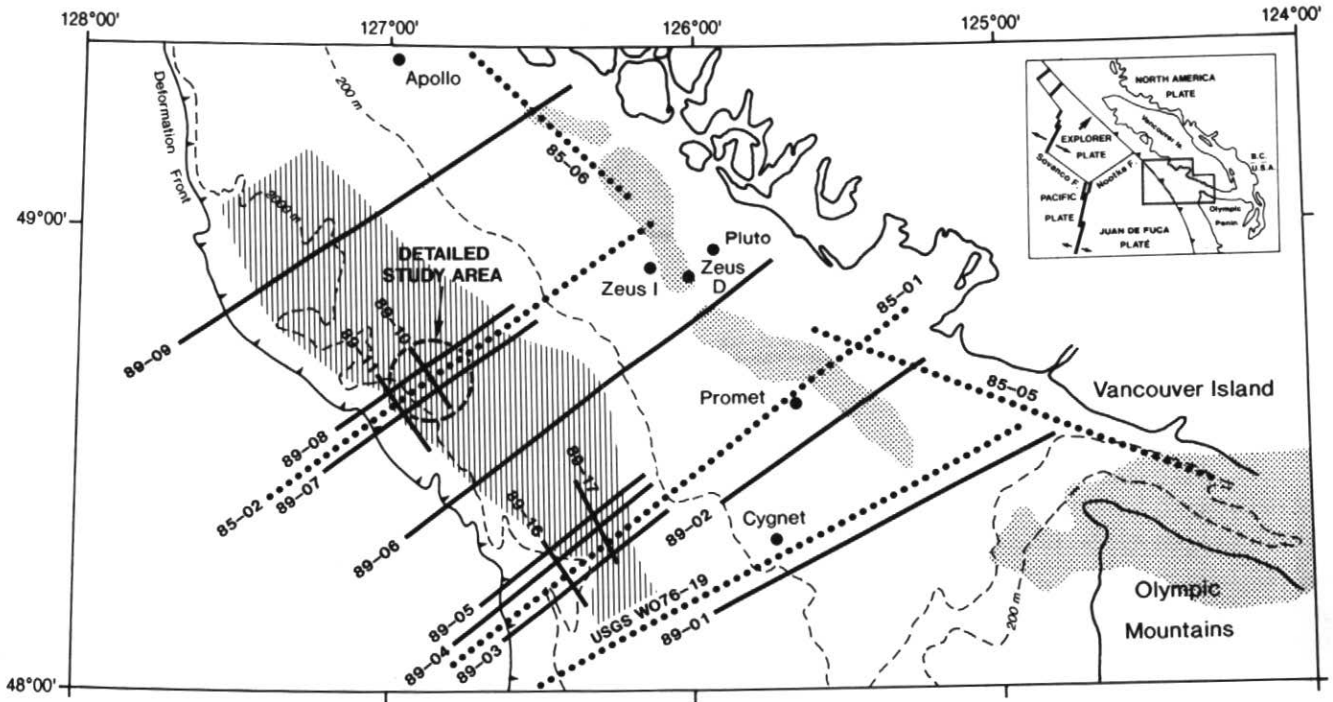 128°00'
127°00'
126°00'
125°00'
124°00'
49°00'
48°00'
Deformation Front
200 m
2000 m
Apollo
85-06
DETAILED
STUDY AREA
Pluto
Zeus I
Zeus
D
89-09
89-10
89-11
89-08
85-02
89-07
89-06
85-01
85-05
Promet
Vancouver Island
89-17
89-16
89-02
Cygnet
89-05
89-04
89-03
USGS WO76-19
89-01
200 m
Olympic
Mountains
NORTH AMERICA
PLATE
Vancouver Is.
EXPLORER
PLATE
Sovanco F.
Nootka F.
B.C.
U.S.A.
PACIFIC
PLATE
Olympic
Penin
JUAN DE FUCA
PLATE